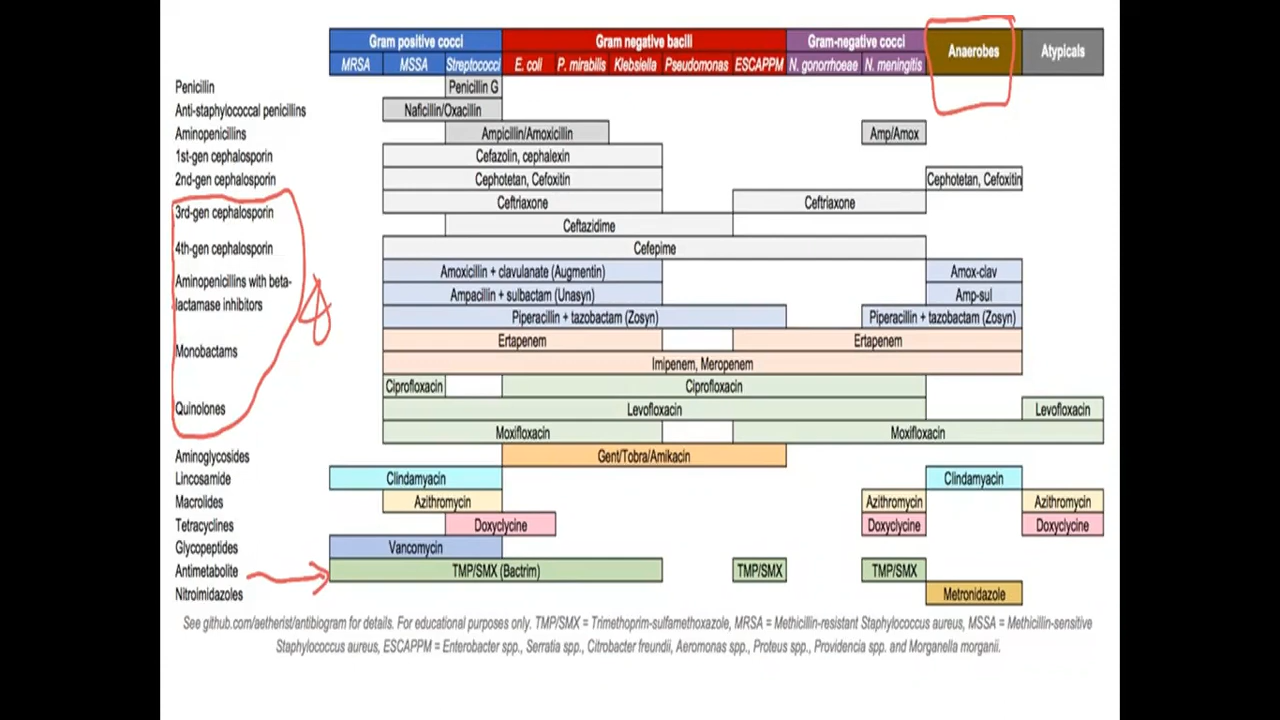 Gram positive cocci Gram negative bacili Gram-negative cocci Anaerobes Atypicals
MRSA MSSA Streptococci E. coli P. mirabilis Klebsiella Pseudomonas ESCAPPM N. gonorrhoeae N. meningitis
Penicillin Penicillin G
Anti-staphylococcal penicillins Naficillin/Oxacillin
Aminopenicillins Ampicillin/Amoxicillin Amp/Amox
1st-gen cephalosporin Cefazolin, cephalexin
2nd-gen cephalosporin Cephotetan, Cefoxitin Cephotetan, Cefoxitin
3rd-gen cephalosporin Ceftriaxone Ceftriaxone
Ceftazidime
4th-gen cephalosporin Cefepime
Aminopenicillins with beta-
lactamase inhibitors
Amoxicillin + clavulanate (Augmentin) Amox-clav
Ampacillin + sulbactam (Unasyn) Amp-sul
Piperacillin + tazobactam (Zosyn) Piperacillin + tazobactam (Zosyn)
Monobactams Ertapenem Ertapenem
Imipenem, Meropenem
Ciprofloxacin Ciprofloxacin
Quinolones Levofloxacin Levofloxacin
Moxifloxacin Moxifloxacin
Aminoglycosides Gent/Tobra/Amikacin
Lincosamide Clindamyacin Clindamyacin
Macrolides Azithromycin Azithromycin Azithromycin
Tetracyclines Doxyclycine Doxyclycine Doxyclycine
Glycopeptides Vancomycin
Antimetabolite TMP/SMX (Bactrim) TMP/SMX TMP/SMX
Nitroimidazoles Metronidazole
See github.com/aetherist/antibiogram for details. For educational purposes only. TMP/SMX = Trimethoprim-sulfamethoxazole, MRSA = Methicillin-resistant Staphylococcus aureus, MSSA = Methicillin-sensitive
Staphylococcus aureus, ESCAPPM = Enterobacter spp., Serratia spp., Citrobacter freundii, Aeromonas spp., Proteus spp., Providencia spp. and Morganella morganii.